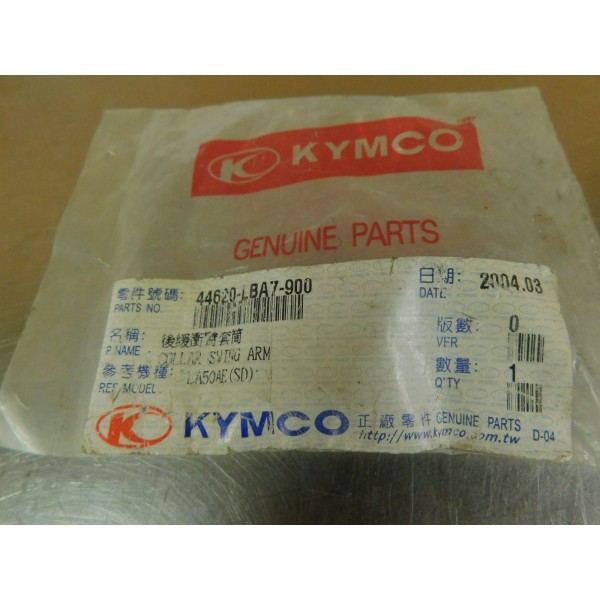 KYMCO
GENUINE PARTS
零件號碼: 44620-LBA7-900
PARTS NO.
日期: 2004.03
DATE
名稱: 後緩衝臂套筒
P.NAME COLLAR SWING ARM
版數: 0
VER
參考機種: LA50AE(SD)
REF.MODEL
數量: 1
Q'TY
KYMCO 正廠零件 GENUINE PARTS
http://www.kymco.com.tw D-04